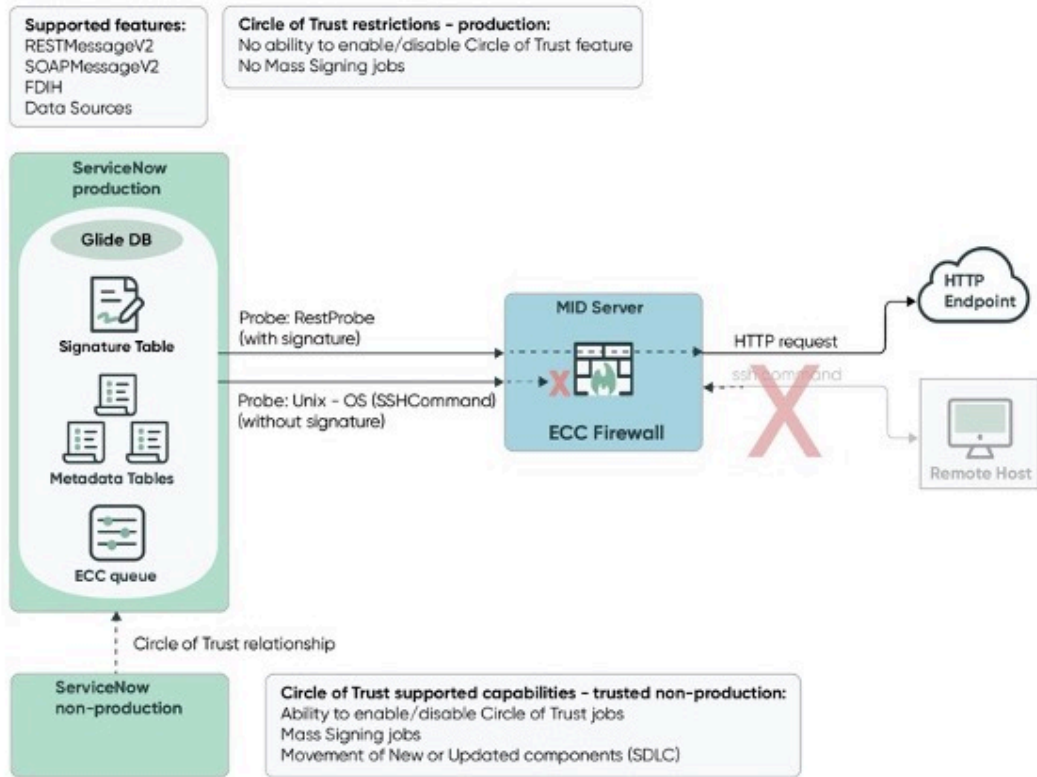 Supported features:
RESTMessageV2
SOAPMessageV2
FDIH
Data Sources
Circle of Trust restrictions - production:
No ability to enable/disable Circle of Trust feature
No Mass Signing jobs
ServiceNow
production
Glide DB
Signature Table
Metadata Tables
ECC queue
Probe: RestProbe
(with signature)
Probe: Unix - OS (SSHCommand)
(without signature)
MID Server
X
ECC Firewall
HTTP request
ssh command
X
HTTP
Endpoint
Remote Host
Circle of Trust relationship
ServiceNow
non-production
Circle of Trust supported capabilities - trusted non-production:
Ability to enable/disable Circle of Trust jobs
Mass Signing jobs
Movement of New or Updated components (SDLC)